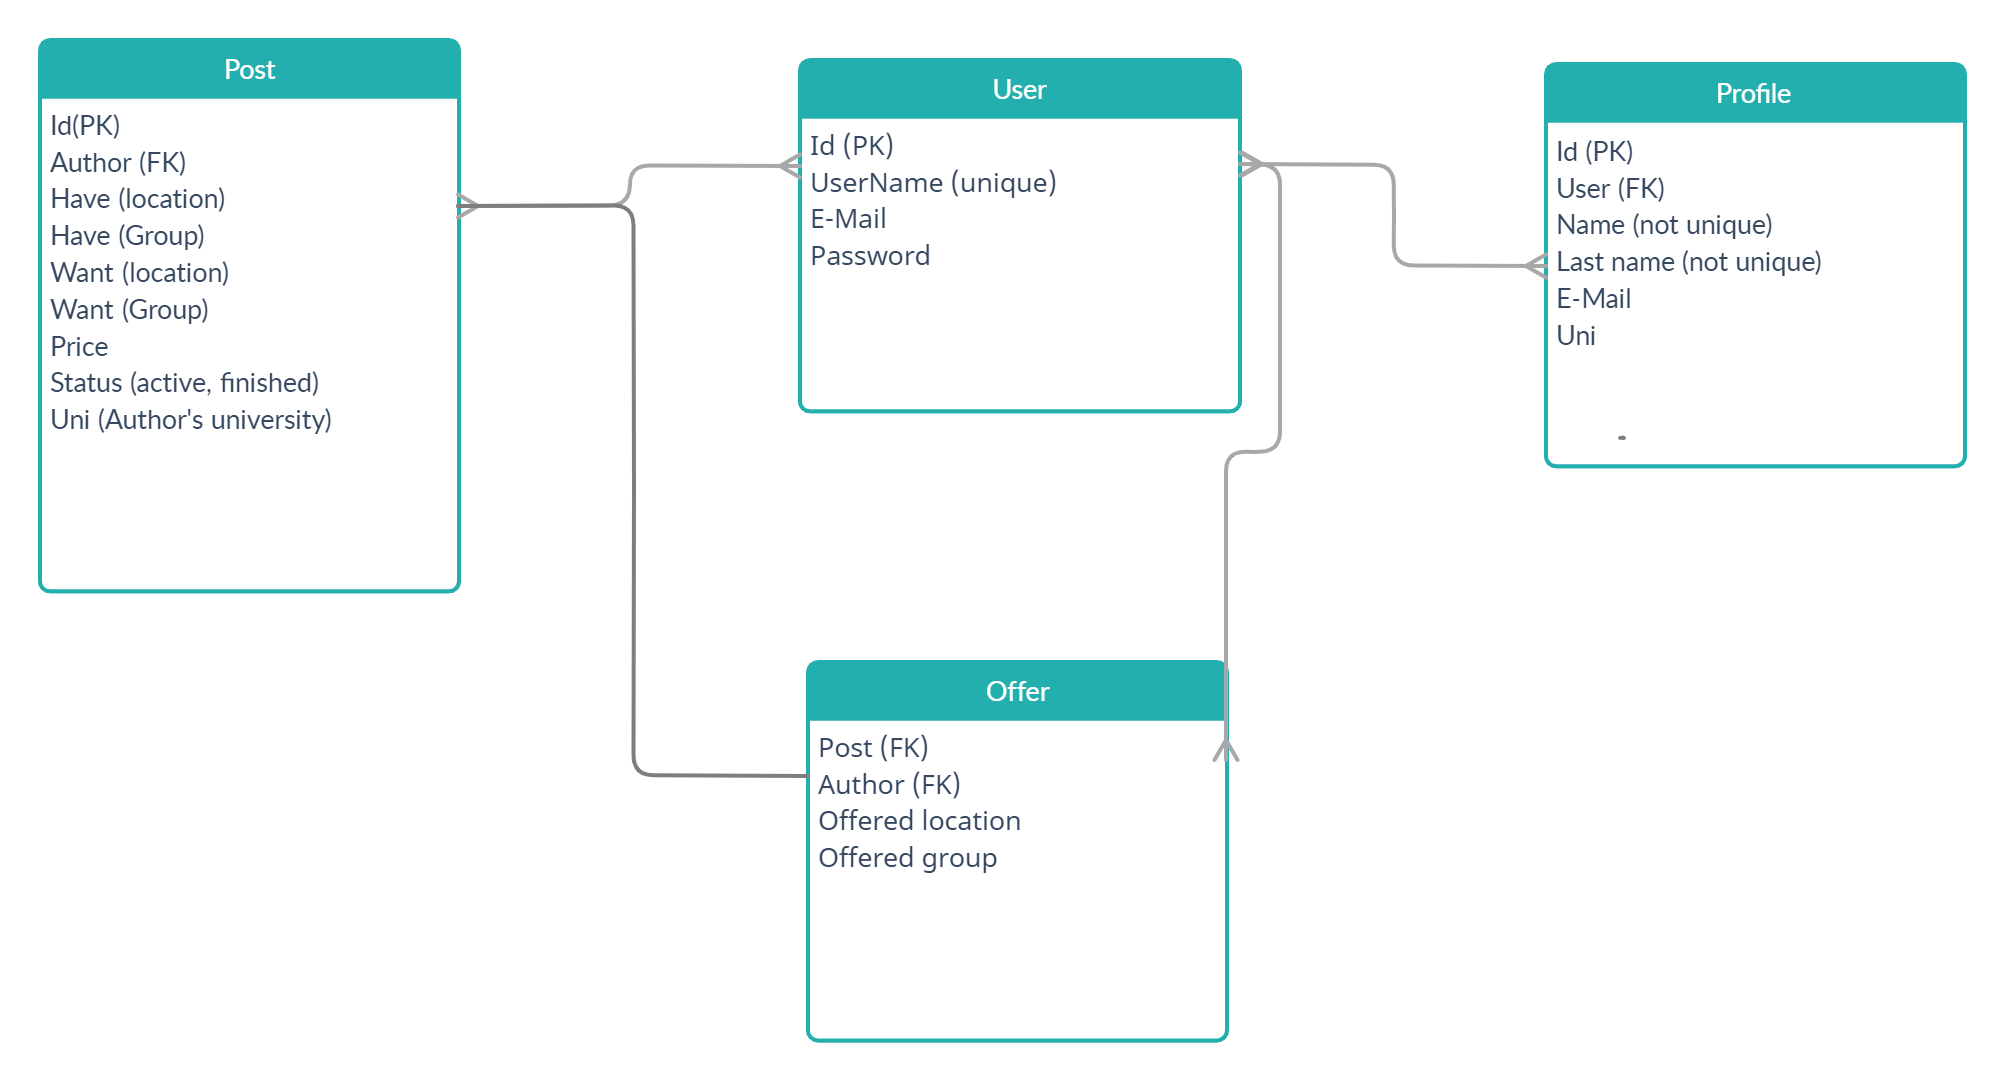 Post
Id(PK)
Author (FK)
Have (location)
Have (Group)
Want (location)
Want (Group)
Price
Status (active, finished)
Uni (Author's university)
User
Id (PK)
UserName (unique)
E-Mail
Password
Profile
Id (PK)
User (FK)
Name (not unique)
Last name (not unique)
E-Mail
Uni
-
Offer
Post (FK)
Author (FK)
Offered location
Offered group